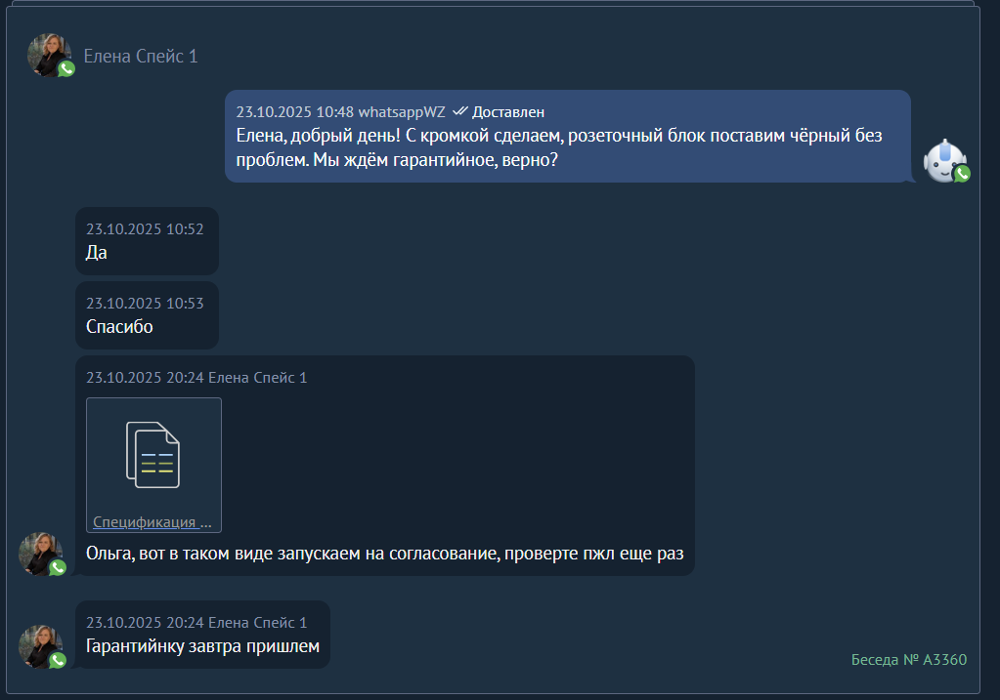 Елена Спейс 1
23.10.2025 10:48 whatsappWZ Доставлен
Елена, добрый день! С кромкой сделаем, розеточный блок поставим чёрный без
проблем. Мы ждём гарантийное, верно?
23.10.2025 10:52
Да
23.10.2025 10:53
Спасибо
23.10.2025 20:24 Елена Спейс 1
Спецификация ...
Ольга, вот в таком виде запускаем на согласование, проверте пжл еще раз
23.10.2025 20:24 Елена Спейс 1
Гарантийнку завтра пришлем
Беседа № А3360